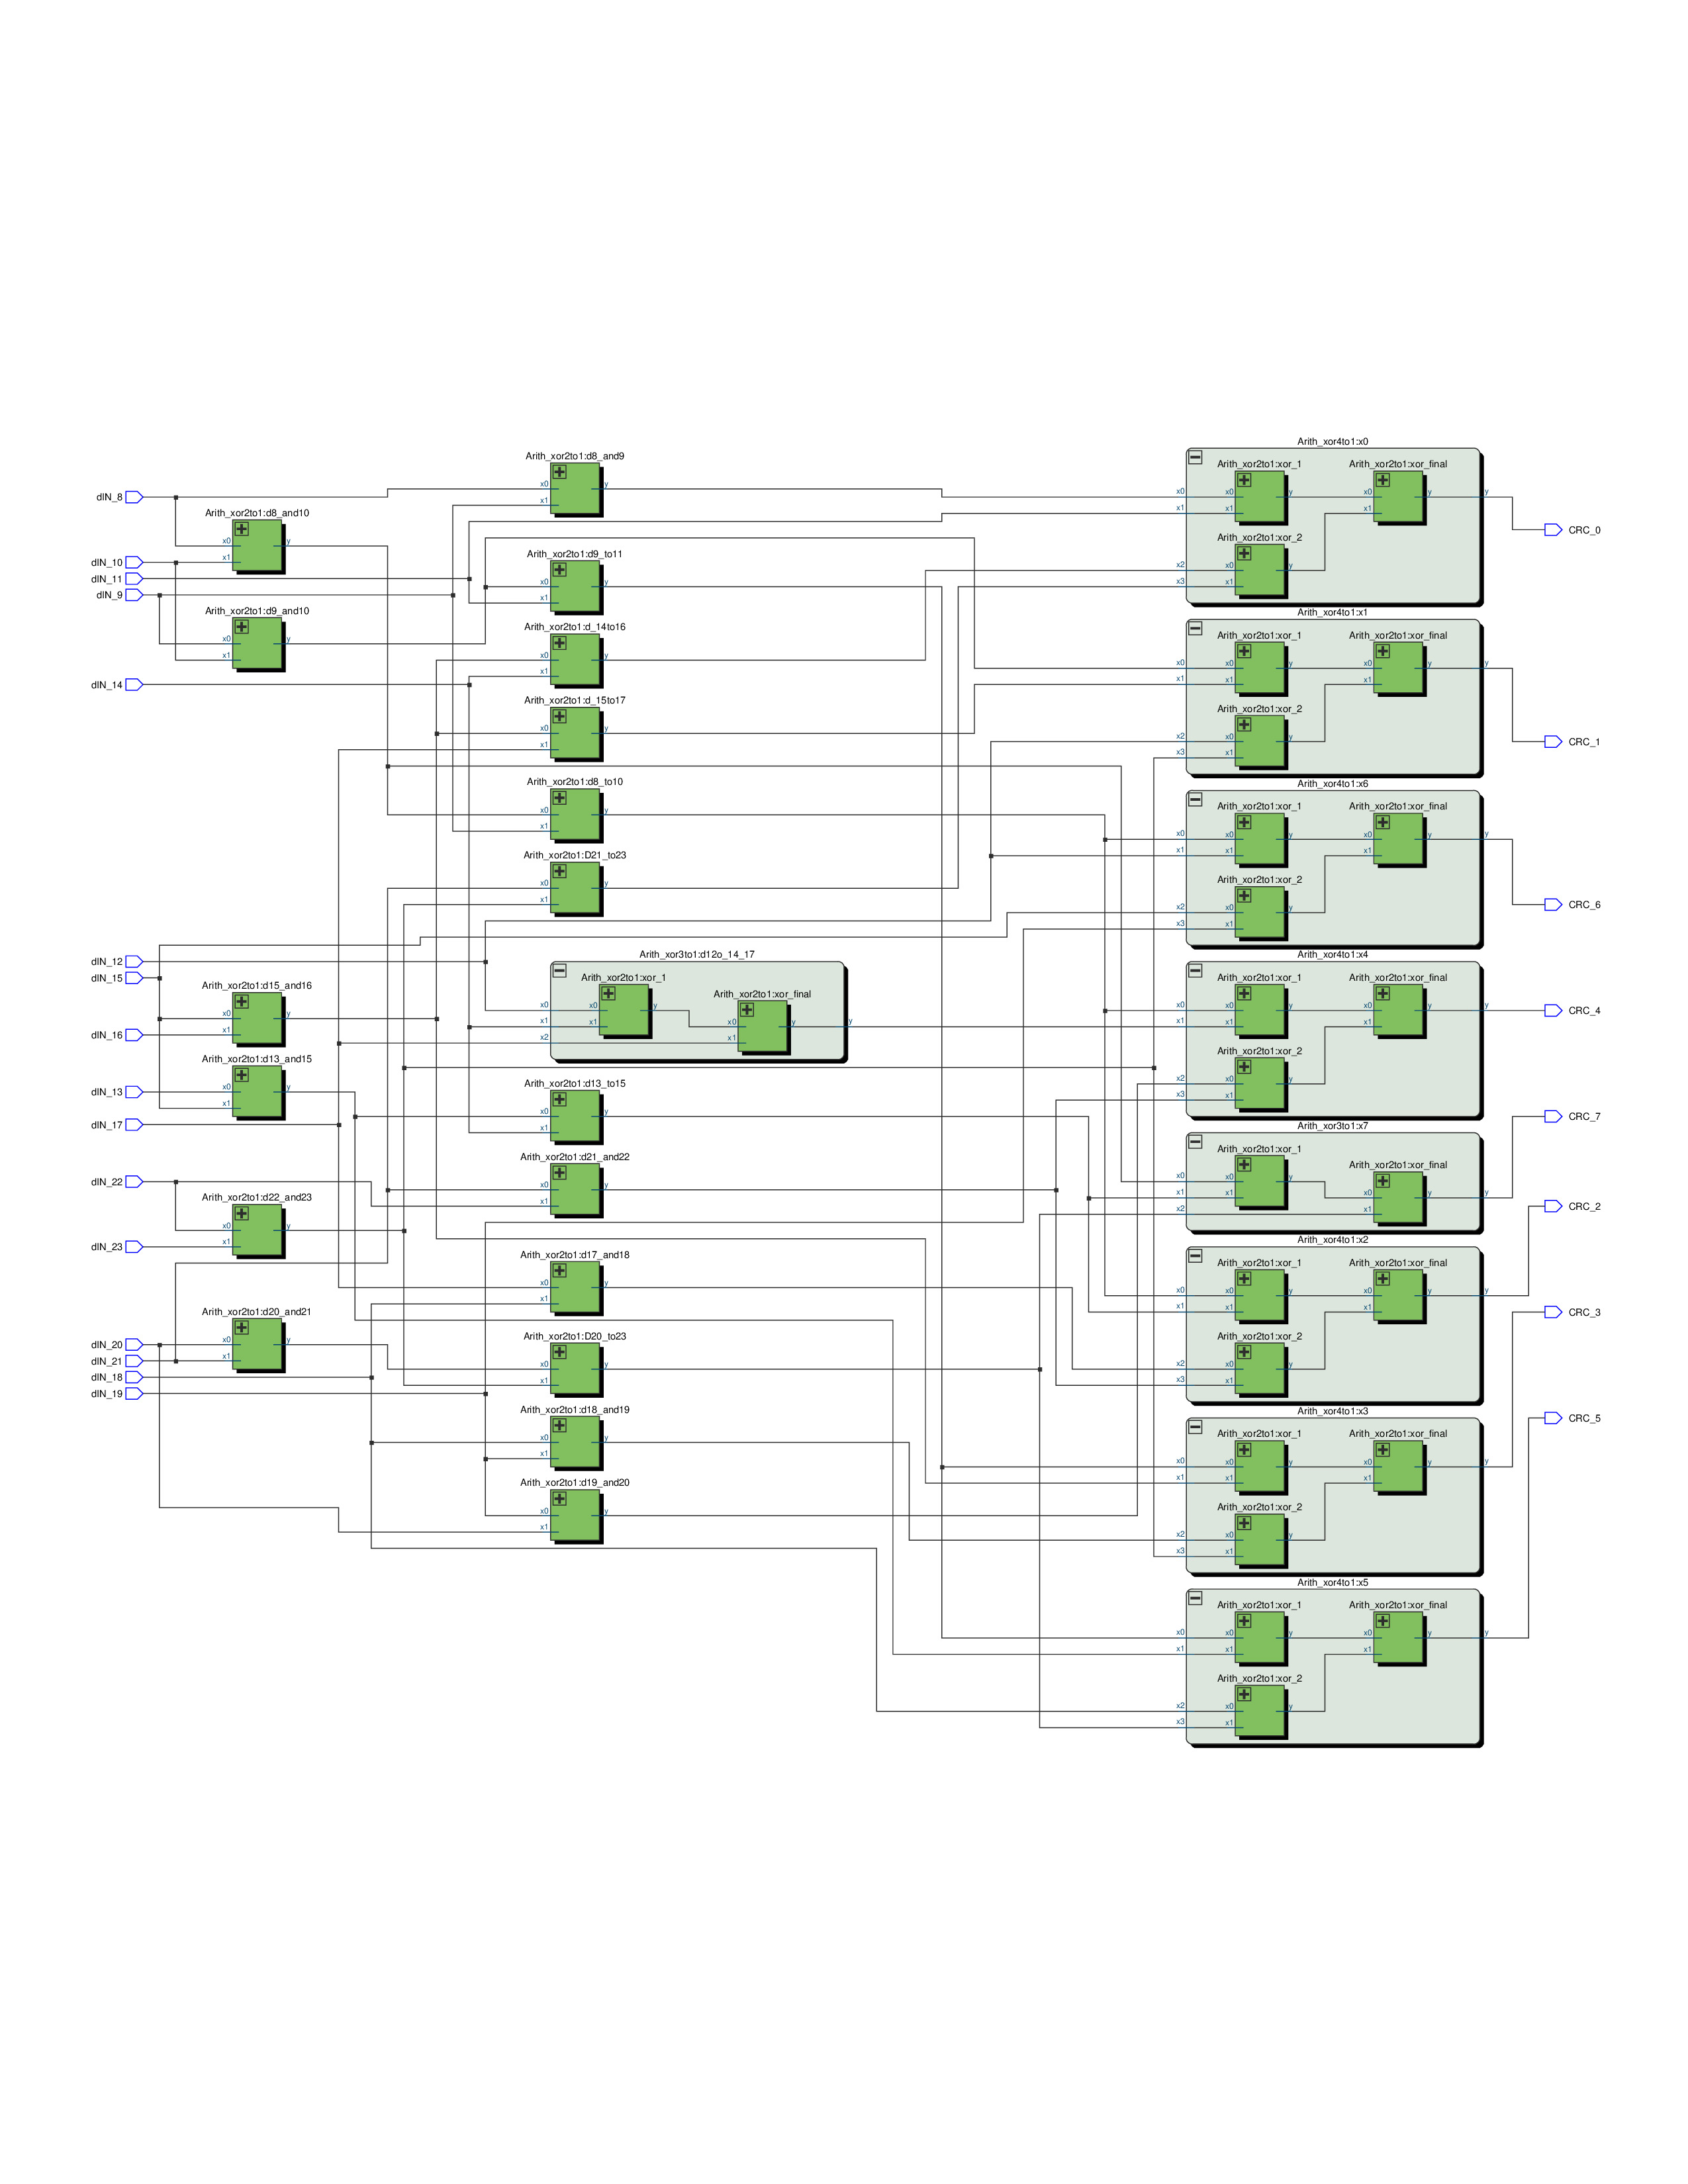 dIN_8
dIN_10
dIN_11
dIN_9
dIN_14
dIN_12
dIN_15
dIN_16
dIN_13
dIN_17
dIN_22
dIN_23
dIN_20
dIN_21
dIN_18
dIN_19
Arith_xor2to1:d8_and10
x0
x1
y
Arith_xor2to1:d9_and10
x0
x1
y
Arith_xor2to1:d15_and16
x0
x1
y
Arith_xor2to1:d13_and15
x0
x1
y
Arith_xor2to1:d22_and23
x0
x1
y
Arith_xor2to1:d20_and21
x0
x1
y
Arith_xor2to1:d8_and9
x0
x1
y
Arith_xor2to1:d9_to11
x0
x1
y
Arith_xor2to1:d_14to16
x0
x1
y
Arith_xor2to1:d_15to17
x0
x1
y
Arith_xor2to1:d8_to10
x0
x1
y
Arith_xor2to1:D21_to23
x0
x1
y
Arith_xor3to1:d12o_14_17
x0
x1
x2
Arith_xor2to1:xor_1
x0
x1
y
Arith_xor2to1:xor_final
x0
x1
y
y
Arith_xor2to1:d13_to15
x0
x1
y
Arith_xor2to1:d21_and22
x0
x1
y
Arith_xor2to1:d17_and18
x0
x1
y
Arith_xor2to1:D20_to23
x0
x1
y
Arith_xor2to1:d18_and19
x0
x1
y
Arith_xor2to1:d19_and20
x0
x1
y
Arith_xor4to1:x0
x0
x1
x2
x3
Arith_xor2to1:xor_1
x0
x1
y
Arith_xor2to1:xor_final
x0
x1
y
Arith_xor2to1:xor_2
x0
x1
y
y
Arith_xor4to1:x1
x0
x1
x2
x3
Arith_xor2to1:xor_1
x0
x1
y
Arith_xor2to1:xor_final
x0
x1
y
Arith_xor2to1:xor_2
x0
x1
y
y
Arith_xor4to1:x6
x0
x1
x2
x3
Arith_xor2to1:xor_1
x0
x1
y
Arith_xor2to1:xor_final
x0
x1
y
Arith_xor2to1:xor_2
x0
x1
y
y
Arith_xor4to1:x4
x0
x1
x2
x3
Arith_xor2to1:xor_1
x0
x1
y
Arith_xor2to1:xor_final
x0
x1
y
Arith_xor2to1:xor_2
x0
x1
y
y
Arith_xor3to1:x7
x0
x1
x2
Arith_xor2to1:xor_1
x0
x1
y
Arith_xor2to1:xor_final
x0
x1
y
y
Arith_xor4to1:x2
x0
x1
x2
x3
Arith_xor2to1:xor_1
x0
x1
y
Arith_xor2to1:xor_final
x0
x1
y
Arith_xor2to1:xor_2
x0
x1
y
y
Arith_xor4to1:x3
x0
x1
x2
x3
Arith_xor2to1:xor_1
x0
x1
y
Arith_xor2to1:xor_final
x0
x1
y
Arith_xor2to1:xor_2
x0
x1
y
y
Arith_xor4to1:x5
x0
x1
x2
x3
Arith_xor2to1:xor_1
x0
x1
y
Arith_xor2to1:xor_final
x0
x1
y
Arith_xor2to1:xor_2
x0
x1
y
y
CRC_0
CRC_1
CRC_6
CRC_4
CRC_7
CRC_2
CRC_3
CRC_5